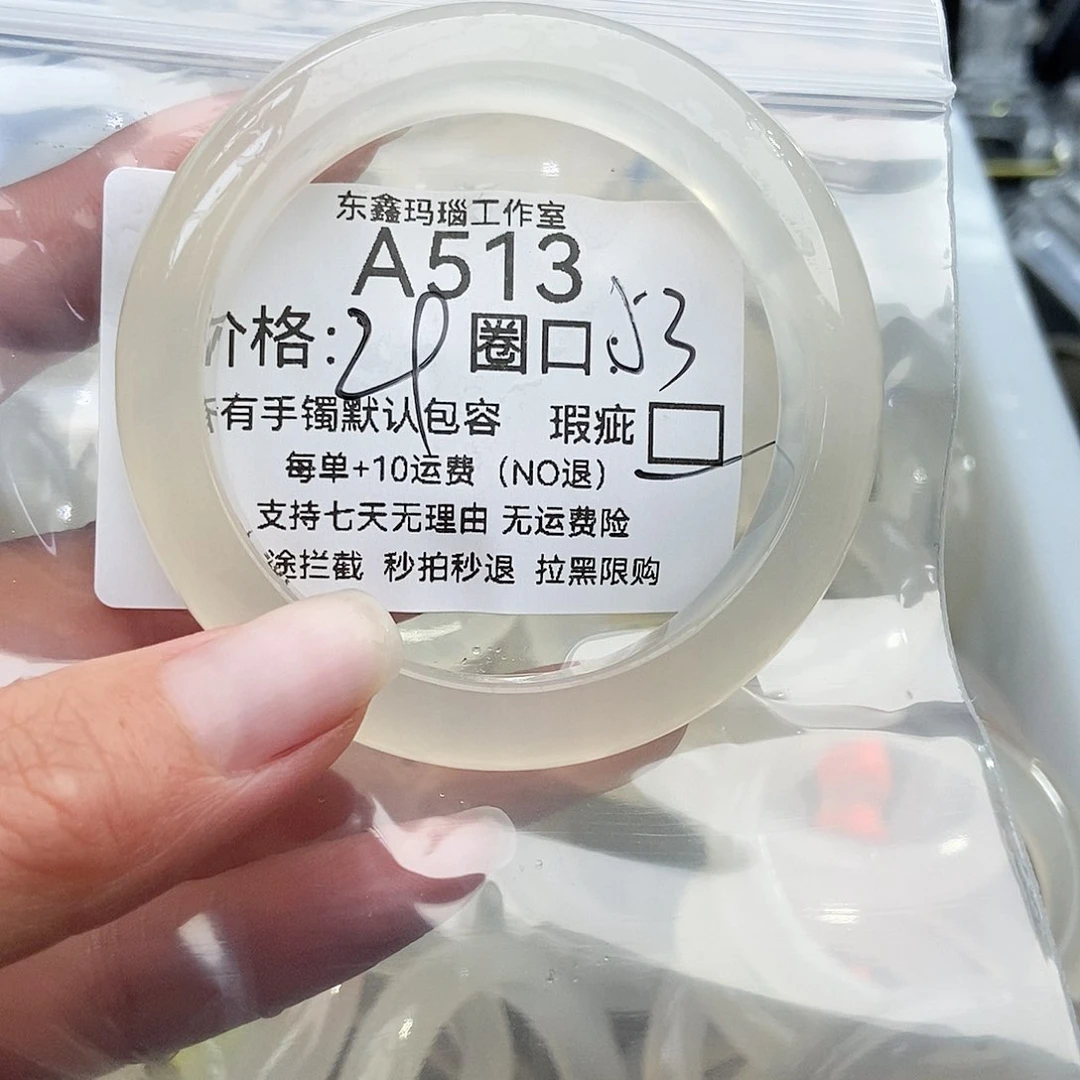 东鑫玛瑙工作室
A513
价格: 圈口:53
有手镯默认包容 瑕疵
每单+10运费（NO退）
支持七天无理由 无运费险
途拦截 秒拍秒退 拉黑限购